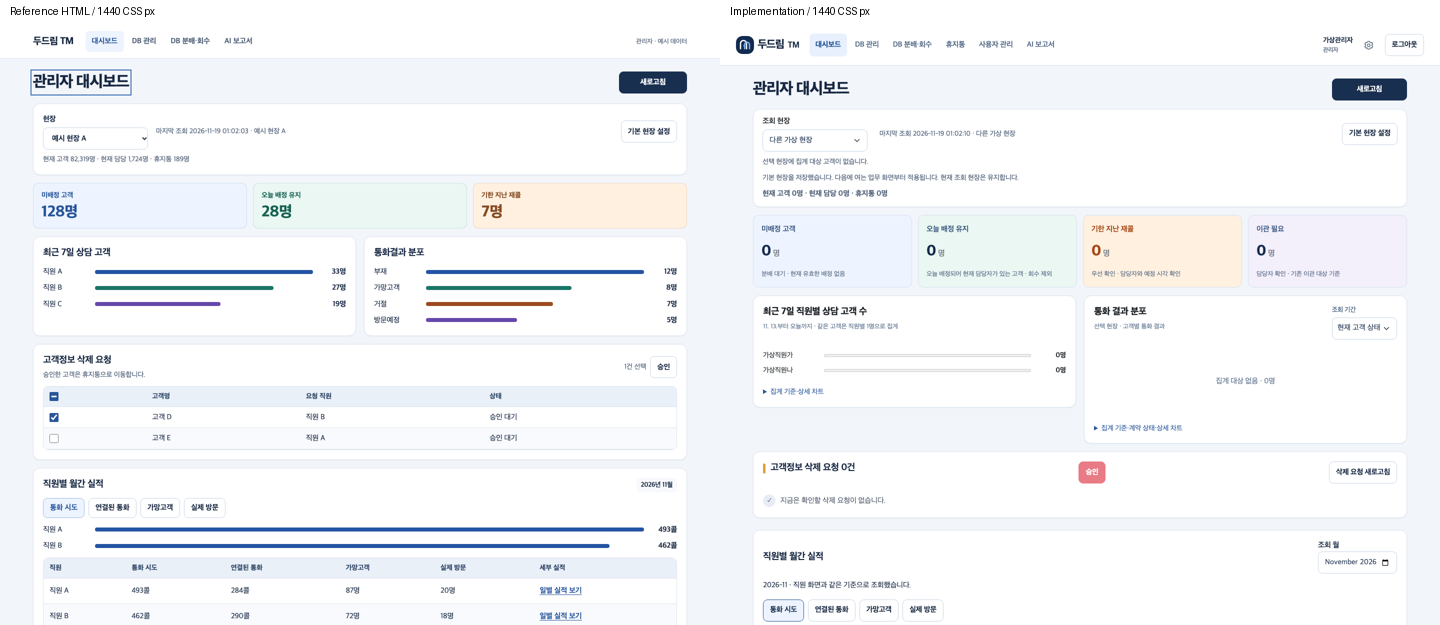 Reference HTML / 1440 CSS px
두드림 TM
대시보드
DB 관리
DB 분배·회수
AI 보고서
관리자 · 예시 데이터
관리자 대시보드
새로고침
현장
예시 현장 A
마지막 조회 2026-11-19 01:02:03 · 예시 현장 A
기본 현장 설정
현재 고객 82,319명 · 현재 담당 1,724명 · 휴지통 189명
미배정 고객
128명
오늘 배정 유지
28명
기한 지난 재콜
7명
최근 7일 상담 고객
직원 A 33명
직원 B 27명
직원 C 19명
통화결과 분포
부재 12명
가망고객 8명
거절 7명
방문예정 5명
고객정보 삭제 요청
승인한 고객은 휴지통으로 이동합니다.
1건 선택
승인
고객명 요청 직원 상태
고객 D 직원 B 승인 대기
고객 E 직원 A 승인 대기
직원별 월간 실적
2026년 11월
통화 시도
연결된 통화
가망고객
실제 방문
직원 A 493콜
직원 B 462콜
직원 통화 시도 연결된 통화 가망고객 실제 방문 세부 실적
직원 A 493콜 284콜 87명 20명 일별 실적 보기
직원 B 462콜 290콜 72명 18명 일별 실적 보기
Implementation / 1440 CSS px
두드림 TM
대시보드
DB 관리
DB 분배·회수
휴지통
사용자 관리
AI 보고서
가상관리자
관리자
로그아웃
관리자 대시보드
새로고침
조회 현장
다른 가상 현장
마지막 조회 2026-11-19 01:02:10 · 다른 가상 현장
기본 현장 설정
선택 현장에 집계 대상 고객이 없습니다.
기본 현장을 저장했습니다. 다음에 여는 업무 화면부터 적용됩니다. 현재 조회 현장은 유지합니다.
현재 고객 0명 · 현재 담당 0명 · 휴지통 0명
미배정 고객
0 명
분배 대기 · 현재 유효한 배정 없음
오늘 배정 유지
0 명
오늘 배정되어 현재 담당자가 있는 고객 · 회수 제외
기한 지난 재콜
0 명
우선 확인 · 담당자와 예정 시각 확인
이관 필요
0 명
담당자 확인 · 기존 이관 대상 기준
최근 7일 직원별 상담 고객 수
11. 13.부터 오늘까지 · 같은 고객은 직원별 1명으로 집계
가상직원가 0명
가상직원나 0명
▶ 집계 기준·상세 차트
통화 결과 분포
선택 현장 · 고객별 통화 결과
조회 기간
현재 고객 상태
집계 대상 없음 · 0명
▶ 집계 기준·계약 상태·상세 차트
고객정보 삭제 요청 0건
승인
삭제 요청 새로고침
지금은 확인할 삭제 요청이 없습니다.
직원별 월간 실적
조회 월
November 2026
2026-11 · 직원 화면과 같은 기준으로 조회했습니다.
통화 시도
연결된 통화
가망고객
실제 방문